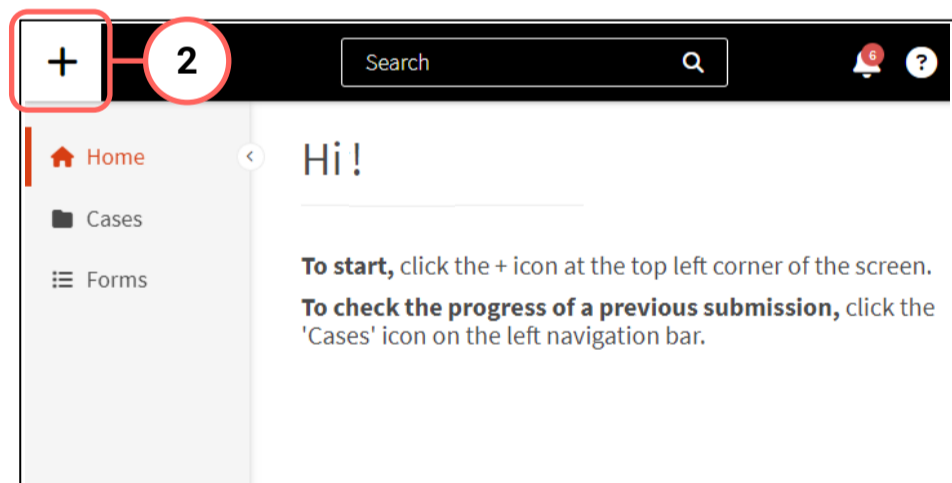 + 2 Search 6 ?
Home
Hi !
Cases
Forms
To start, click the + icon at the top left corner of the screen.
To check the progress of a previous submission, click the
'Cases' icon on the left navigation bar.